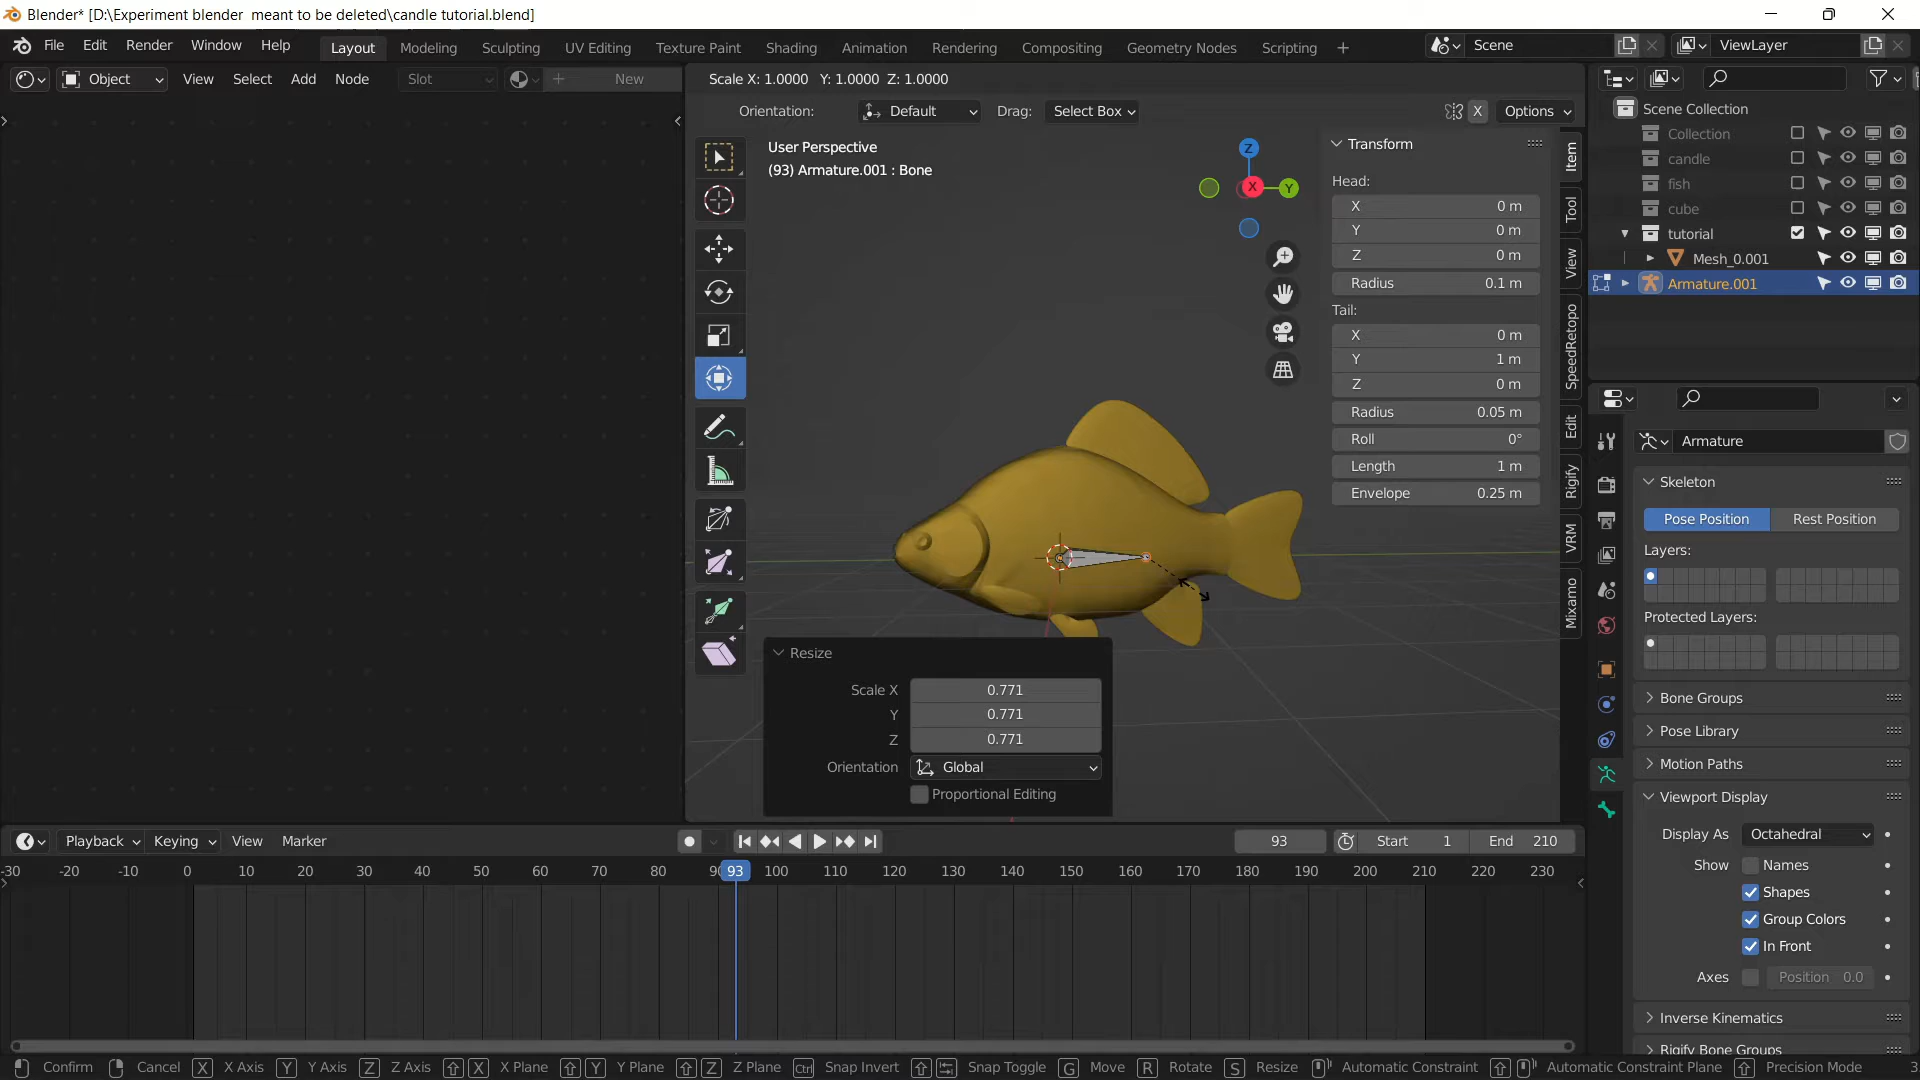 Blender* [D:\Experiment blender  meant to be deleted\candle tutorial.blend]
File Edit Render Window Help Layout Modeling Sculpting UV Editing Texture Paint Shading Animation Rendering Compositing Geometry Nodes Scripting + Scene ViewLayer
Object View Select Add Node Slot New
Scale X: 1.0000 Y: 1.0000 Z: 1.0000
Orientation: Default Drag: Select Box X Options
User Perspective
(93) Armature.001 : Bone
Z
X
Y
Transform
Head:
X 0 m
Y 0 m
Z 0 m
Radius 0.1 m
Tail:
X 0 m
Y 1 m
Z 0 m
Radius 0.05 m
Roll 0°
Length 1 m
Envelope 0.25 m
Item
Tool
View
SpeedRetopo
Edit
Rigify
VRM
Mixamo
Resize
Scale X 0.771
Y 0.771
Z 0.771
Orientation Global
Proportional Editing
Scene Collection
Collection
candle
fish
cube
tutorial
Mesh_0.001
Armature.001
Armature
Skeleton
Pose Position Rest Position
Layers:
Protected Layers:
Bone Groups
Pose Library
Motion Paths
Viewport Display
Display As Octahedral
Show Names
Shapes
Group Colors
In Front
Axes Position 0.0
Inverse Kinematics
Rigify Bone Groups
Playback Keying View Marker 93 Start 1 End 210
-30 -20 -10 0 10 20 30 40 50 60 70 80 93 100 110 120 130 140 150 160 170 180 190 200 210 220 230
Confirm Cancel X X Axis Y Y Axis Z Z Axis X X Plane Y Y Plane Z Z Plane Ctrl Snap Invert Snap Toggle G Move R Rotate S Resize Automatic Constraint Automatic Constraint Plane Precision Mode